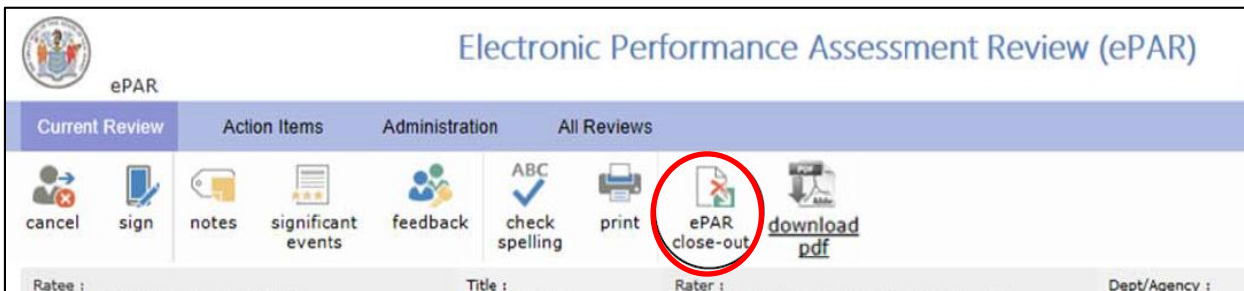 Electronic Performance Assessment Review (ePAR)
ePAR
Current Review Action Items Administration All Reviews
ABC
PDF
Adobe
cancel sign notes significant events feedback check spelling print ePAR close-out download pdf
Ratee : Title : Rater : Dept/Agency :